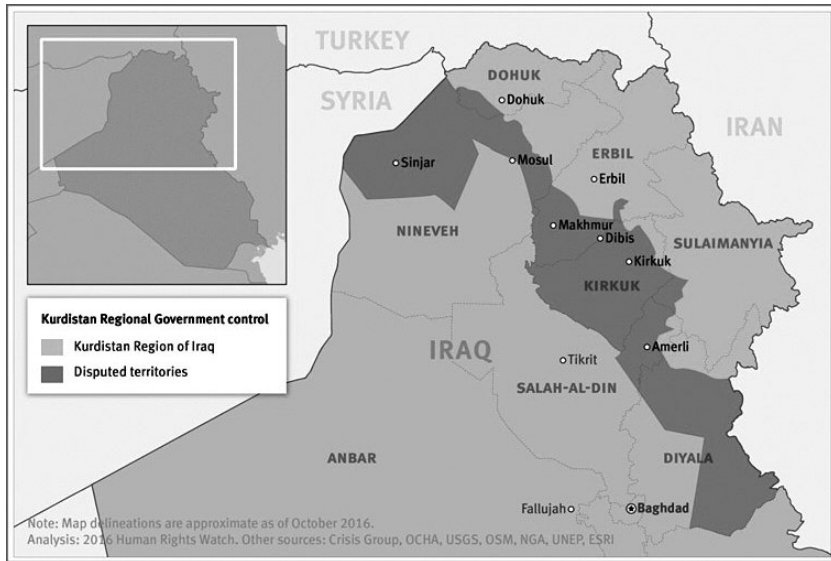 TURKEY
SYRIA
IRAN
DOHUK
Dohuk
ERBIL
Erbil
Sinjar
Mosul
NINEVEH
Makhmur
Dibis
SULAIMANYIA
Kirkuk
KIRKUK
Kurdistan Regional Government control
Kurdistan Region of Iraq
Disputed territories
IRAQ
Amerli
Tikrit
SALAH-AL-DIN
ANBAR
DIYALA
Fallujah
Baghdad
Note: Map delineations are approximate as of October 2016.
Analysis: 2016 Human Rights Watch. Other sources: Crisis Group, OCHA, USGS, OSM, NGA, UNEP, ESRI